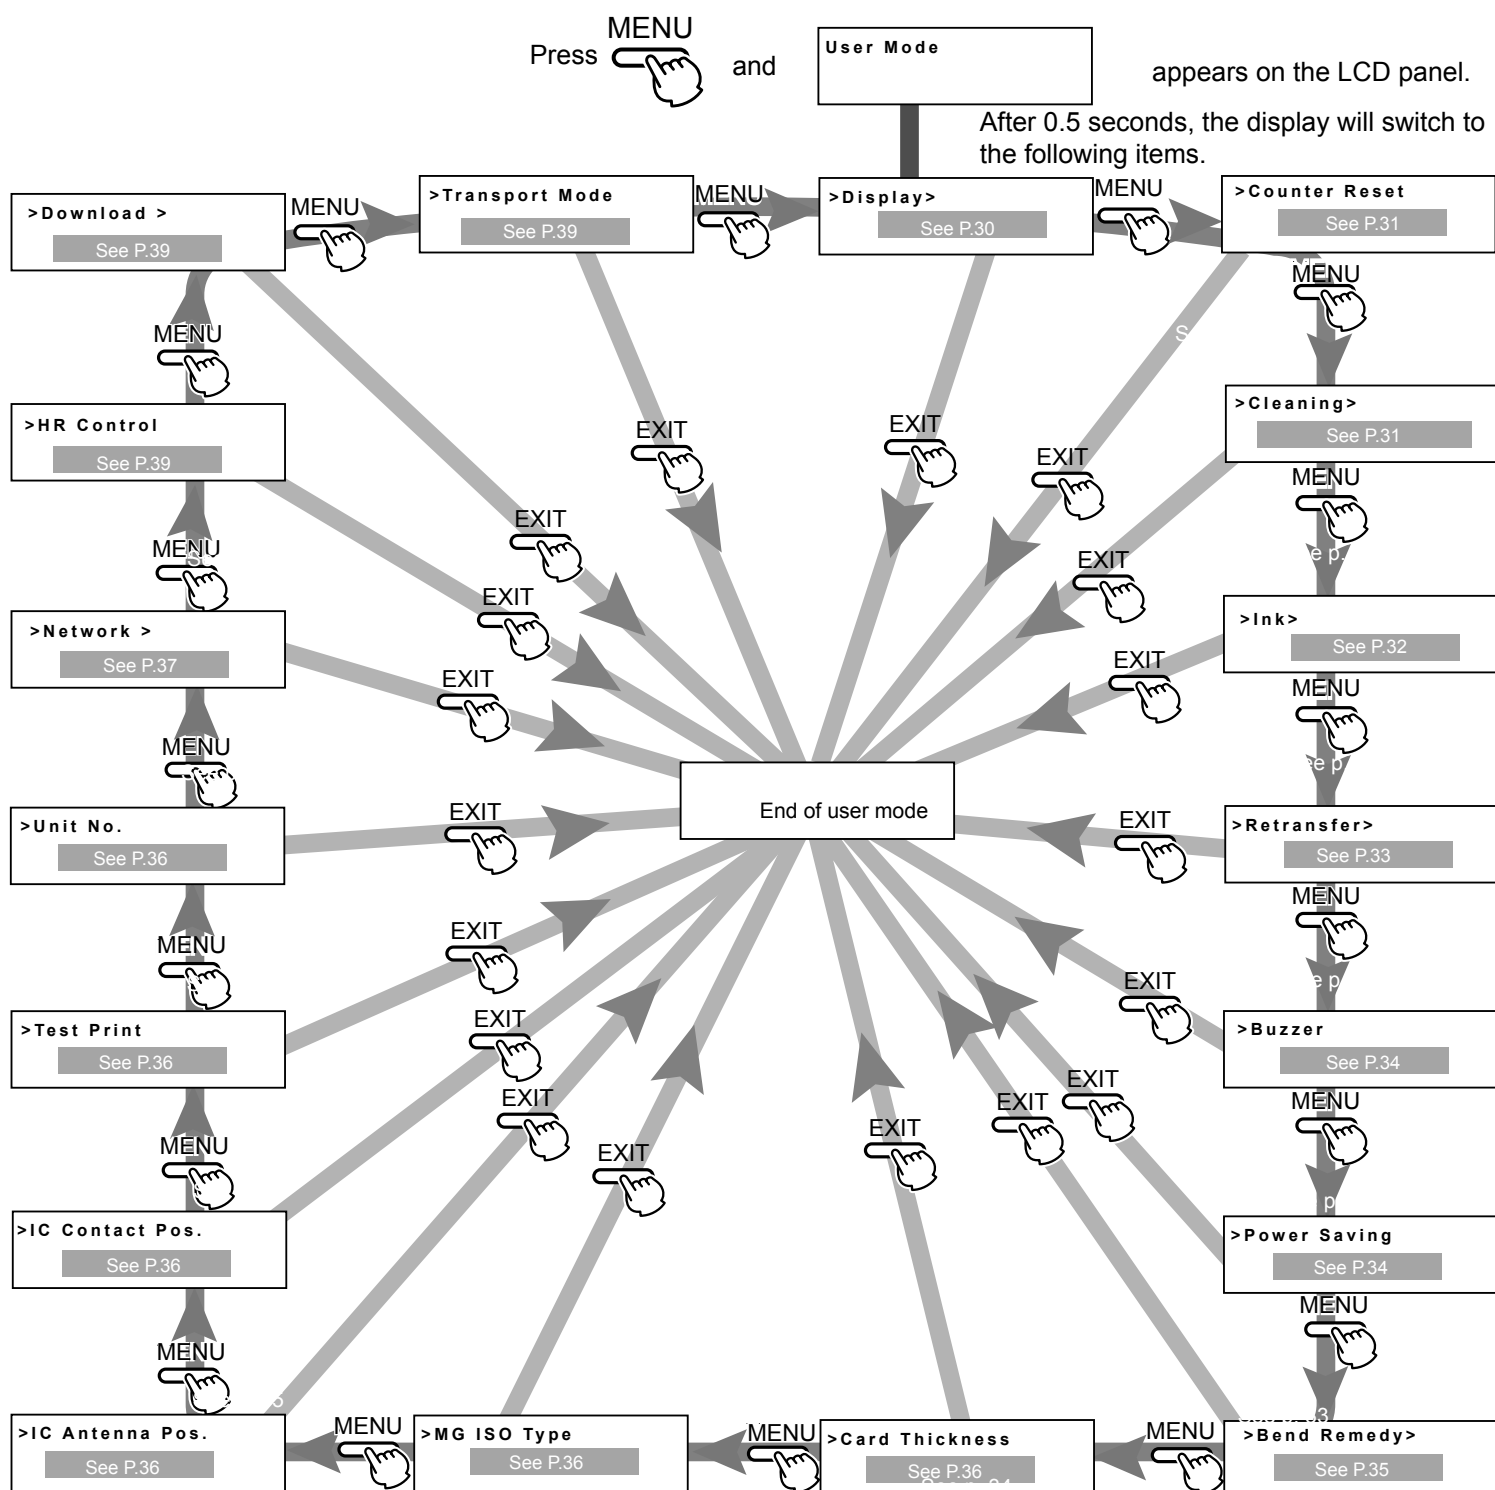 MENU
Press and User Mode appears on the LCD panel.
After 0.5 seconds, the display will switch to
the following items.
>Download >
See P.39
MENU
>Transport Mode
See P.39
MENU
>Display>
See P.30
MENU
>Counter Reset
See P.31
MENU
MENU
>HR Control
See P.39
EXIT
EXIT
EXIT
>Cleaning>
See P.31
MENU
EXIT
EXIT
MENU
EXIT
EXIT
>Network >
See P.37
>Ink>
See P.32
EXIT
EXIT
MENU
MENU
End of user mode
>Unit No.
See P.36
EXIT
EXIT
>Retransfer>
See P.33
MENU
MENU
EXIT
EXIT
>Test Print
See P.36
EXIT
>Buzzer
See P.34
EXIT
EXIT
EXIT
MENU
MENU
EXIT
EXIT
>IC Contact Pos.
See P.36
>Power Saving
See P.34
MENU
MENU
>IC Antenna Pos.
See P.36
MENU
>MG ISO Type
See P.36
MENU
>Card Thickness
See P.36
MENU
>Bend Remedy>
See P.35